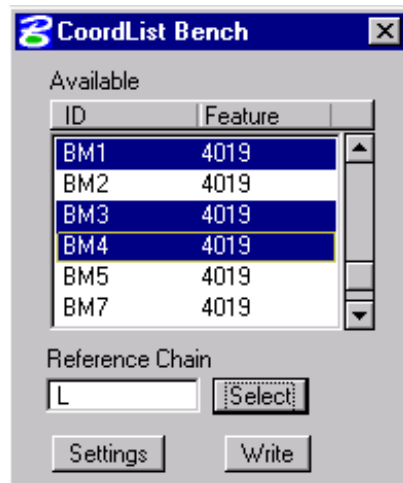 CoordList Bench
Available
ID Feature
BM1 4019
BM2 4019
BM3 4019
BM4 4019
BM5 4019
BM7 4019
Reference Chain
L Select
Settings Write